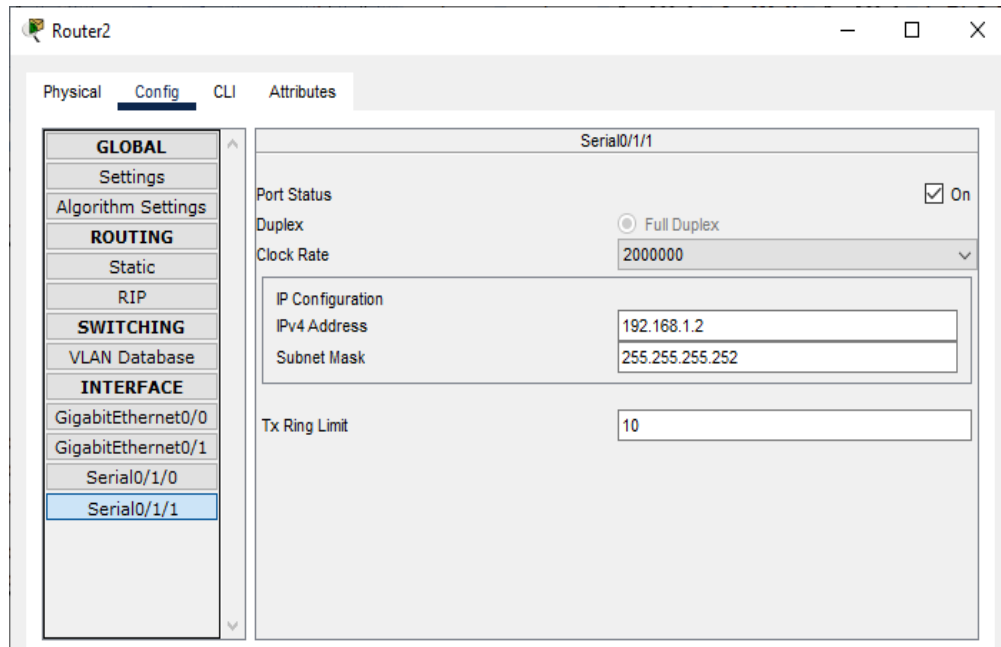 Router2
Physical Config CLI Attributes
GLOBAL
Settings
Algorithm Settings
ROUTING
Static
RIP
SWITCHING
VLAN Database
INTERFACE
GigabitEthernet0/0
GigabitEthernet0/1
Serial0/1/0
Serial0/1/1
Serial0/1/1
Port Status On
Duplex Full Duplex
Clock Rate 2000000
IP Configuration
IPv4 Address 192.168.1.2
Subnet Mask 255.255.255.252
Tx Ring Limit 10